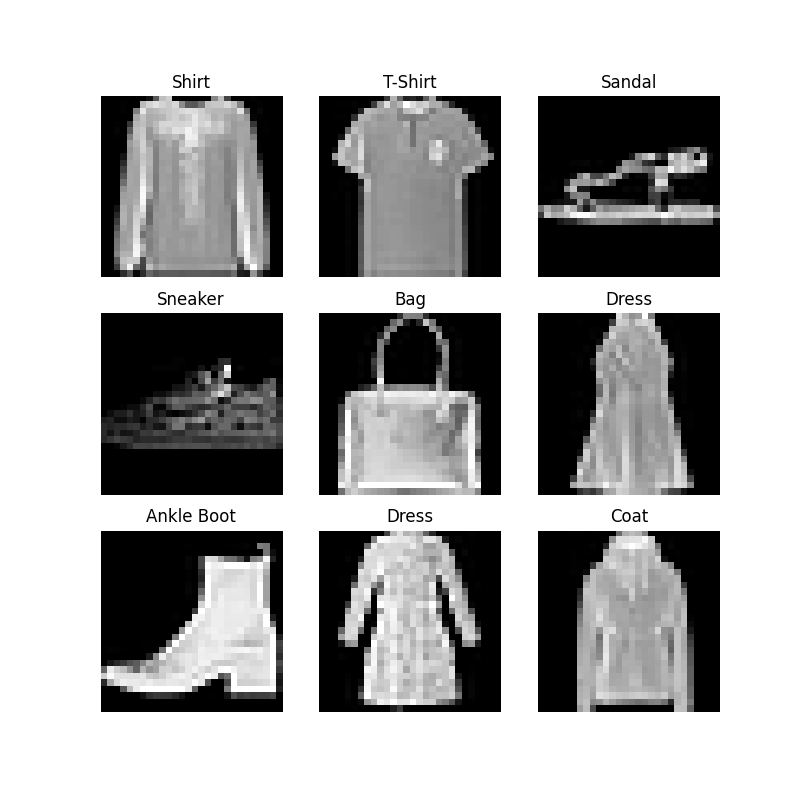 Shirt
T-Shirt
Sandal
Sneaker
Bag
Dress
Ankle Boot
Dress
Coat